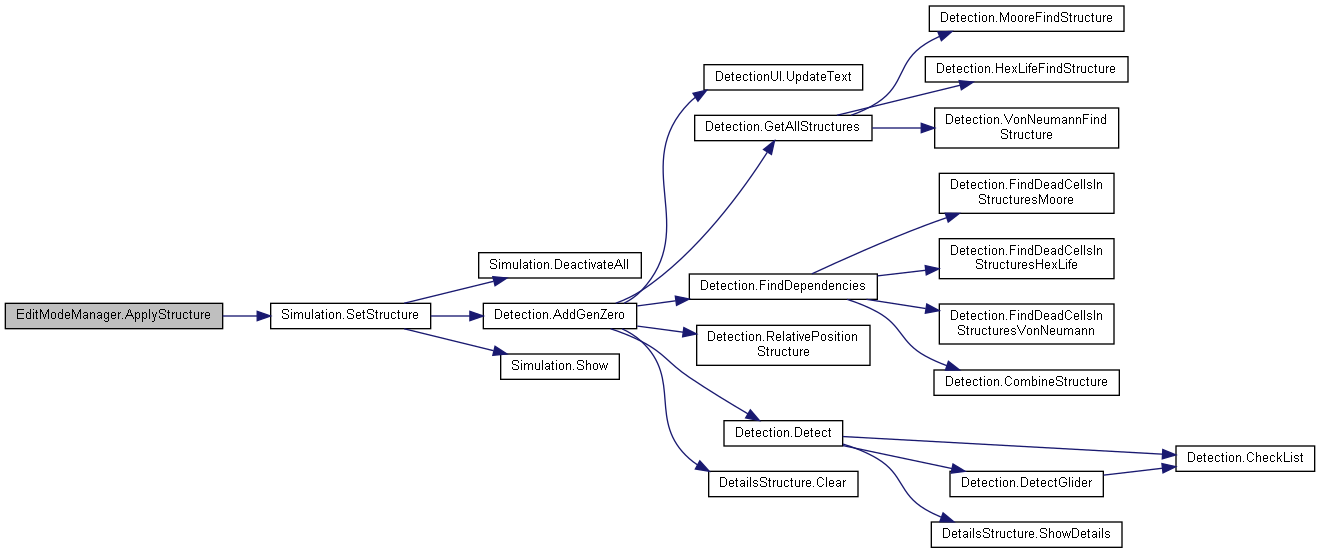 EditModeManager.ApplyStructure
Simulation.SetStructure
Simulation.DeactivateAll
Detection.AddGenZero
Simulation.Show
DetectionUI.UpdateText
Detection.GetAllStructures
Detection.FindDependencies
Detection.RelativePosition
Structure
Detection.Detect
DetailsStructure.Clear
Detection.MooreFindStructure
Detection.HexLifeFindStructure
Detection.VonNeumannFind
Structure
Detection.FindDeadCellsIn
StructuresMoore
Detection.FindDeadCellsIn
StructuresHexLife
Detection.FindDeadCellsIn
StructuresVonNeumann
Detection.CombineStructure
Detection.DetectGlider
DetailsStructure.ShowDetails
Detection.CheckList